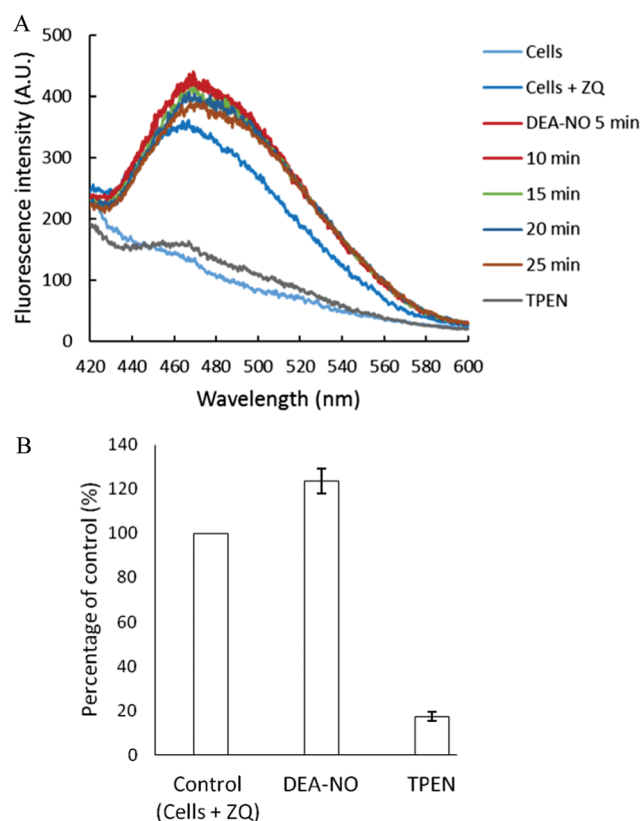 A
Fluorescence intensity (A.U.)
500
400
300
200
100
0
420 440 460 480 500 520 540 560 580 600
Wavelength (nm)
Cells
Cells + ZQ
DEA-NO 5 min
10 min
15 min
20 min
25 min
TPEN
B
Percentage of control (%)
140
120
100
80
60
40
20
0
Control DEA-NO TPEN
(Cells + ZQ)